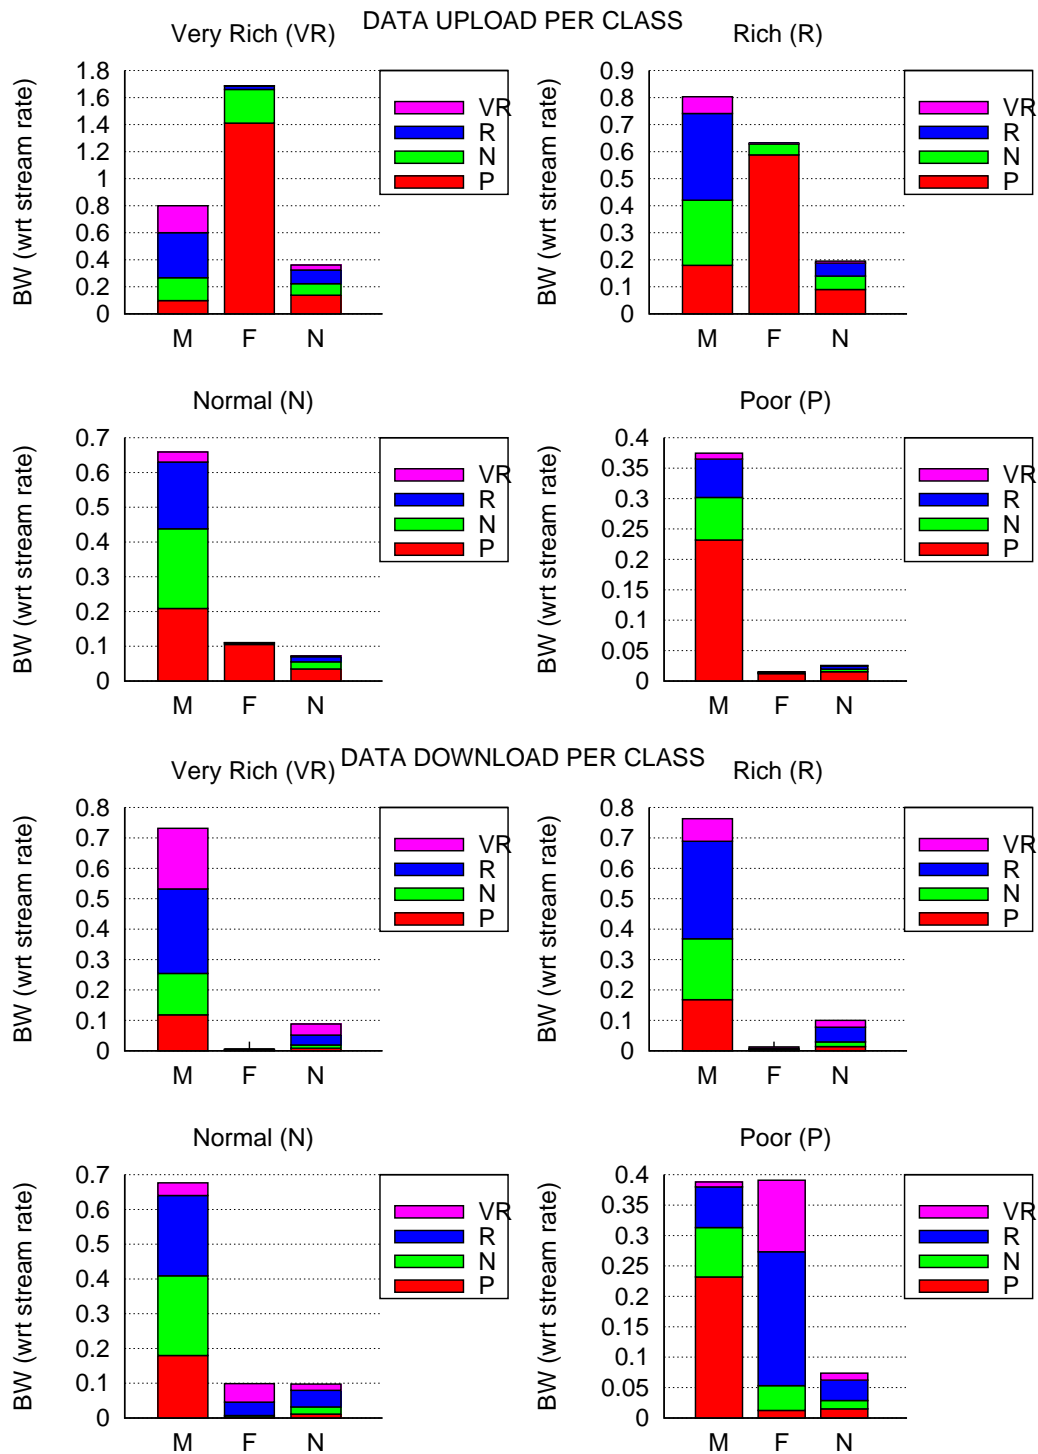 DATA UPLOAD PER CLASS
Very Rich (VR)
BW (wrt stream rate)
1.8
1.6
1.4
1.2
1
0.8
0.6
0.4
0.2
0
M F N
VR
R
N
P
Rich (R)
BW (wrt stream rate)
0.9
0.8
0.7
0.6
0.5
0.4
0.3
0.2
0.1
0
M F N
VR
R
N
P
Normal (N)
BW (wrt stream rate)
0.7
0.6
0.5
0.4
0.3
0.2
0.1
0
M F N
VR
R
N
P
Poor (P)
BW (wrt stream rate)
0.4
0.35
0.3
0.25
0.2
0.15
0.1
0.05
0
M F N
VR
R
N
P
DATA DOWNLOAD PER CLASS
Very Rich (VR)
BW (wrt stream rate)
0.8
0.7
0.6
0.5
0.4
0.3
0.2
0.1
0
M F N
VR
R
N
P
Rich (R)
BW (wrt stream rate)
0.8
0.7
0.6
0.5
0.4
0.3
0.2
0.1
0
M F N
VR
R
N
P
Normal (N)
BW (wrt stream rate)
0.7
0.6
0.5
0.4
0.3
0.2
0.1
0
M F N
VR
R
N
P
Poor (P)
BW (wrt stream rate)
0.4
0.35
0.3
0.25
0.2
0.15
0.1
0.05
0
M F N
VR
R
N
P